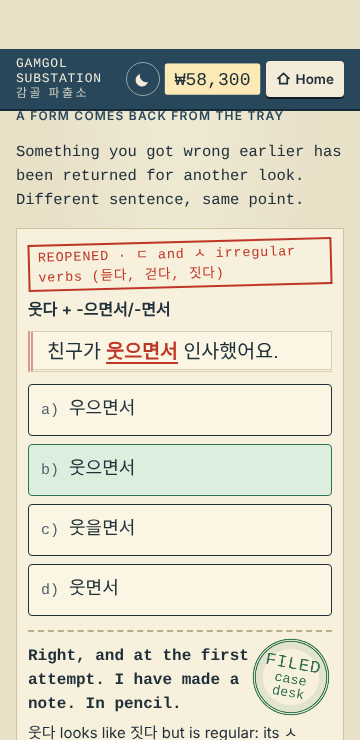 GAMGOL
SUBSTATION
감골 파출소
₩58,300
Home
A FORM COMES BACK FROM THE TRAY
Something you got wrong earlier has
been returned for another look.
Different sentence, same point.
REOPENED · ㄷ and ㅅ irregular
verbs (듣다, 걷다, 짓다)
웃다 + -으면서/-면서
친구가 웃으면서 인사했어요.
a) 우으면서
b) 웃으면서
c) 웃을면서
d) 웃면서
Right, and at the first
attempt. I have made a
note. In pencil.
FILED
case
desk
웃다 looks like 짓다 but is regular: its ㅅ